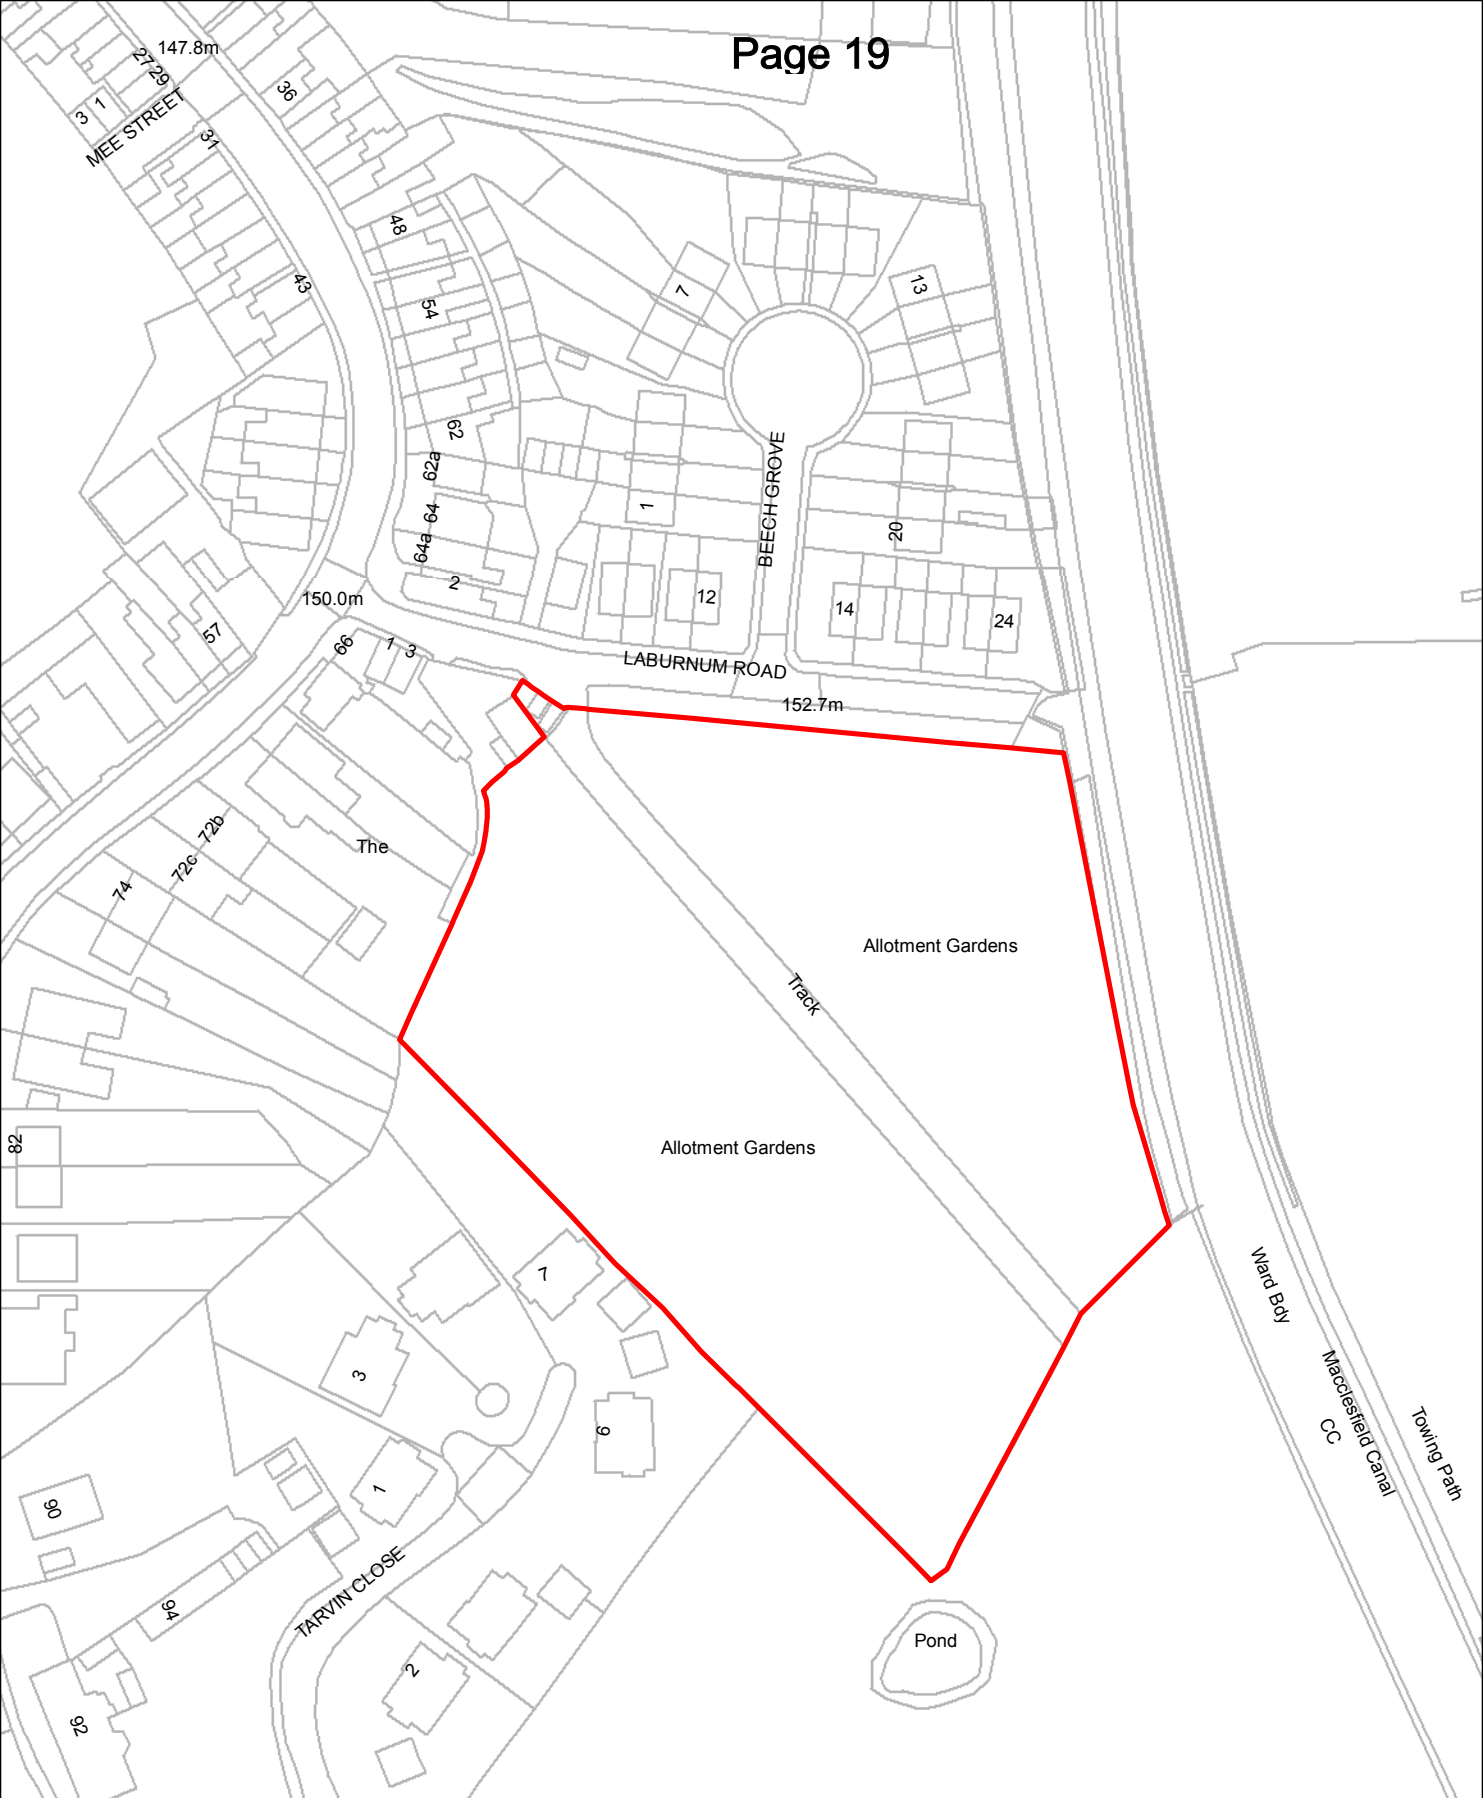 Page 19
147.8m
27
29
36
1
3
MEE STREET
31
48
43
54
7
13
62
62a
64
64a
2
1
BEECH GROVE
20
12
14
24
150.0m
57
66
1
3
LABURNUM ROAD
152.7m
The
72b
72c
74
Allotment Gardens
Track
Allotment Gardens
82
7
3
6
1
90
94
TARVIN CLOSE
2
92
Pond
Ward Bdy
Macclesfield Canal
CC
Towing Path